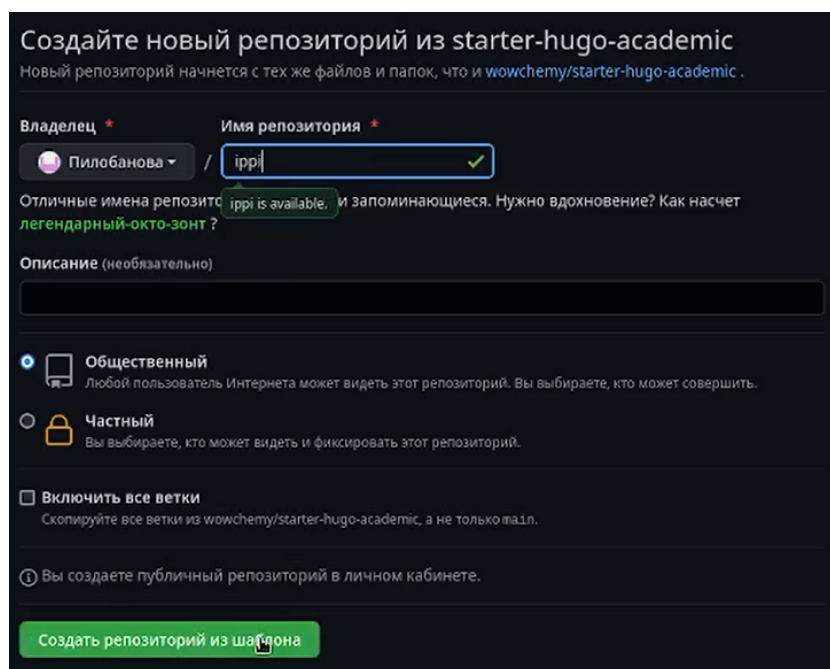 Создайте новый репозиторий из starter-hugo-academic
Новый репозиторий начнется с тех же файлов и папок, что и wowchemy/starter-hugo-academic .
Владелец * Имя репозитория *
Пилобанова / ippi
Отличные имена репозито ippi is available. и запоминающиеся. Нужно вдохновение? Как насчет
легендарный-окто-зонт ?
Описание (необязательно)
Общественный
Любой пользователь Интернета может видеть этот репозиторий. Вы выбираете, кто может совершить.
Частный
Вы выбираете, кто может видеть и фиксировать этот репозиторий.
Включить все ветки
Скопируйте все ветки из wowchemy/starter-hugo-academic, а не только main.
Вы создаете публичный репозиторий в личном кабинете.
Создать репозиторий из шаблона